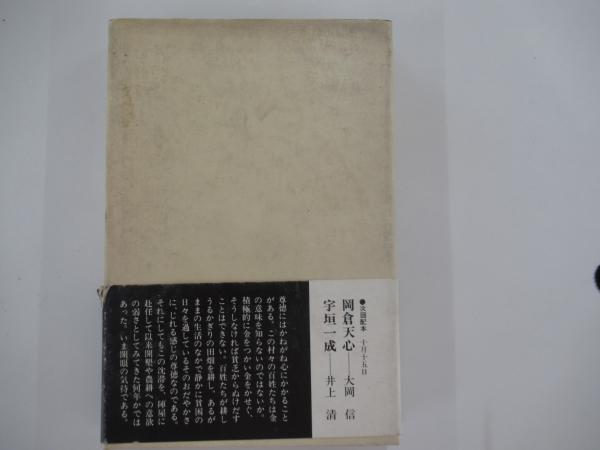 ●次回配本 十月十五日
岡倉天心――大岡 信
宇垣一成――井上 清
尊徳にはかねがね心にかかること
がある。この村々の百姓たちは金
の意味を知らないのではないか。
積極的に金をつかい金をかせぐ、
そうしなければ貧乏からぬけだす
ことはできない。百姓たちが耕し
うるかぎりの田畑を耕し、あるが
ままの生活のなかで静かに貧困の
日々を過しているそのおだやかさ
に、じれる感じの尊徳なのである。
それにしてもこの沈滞を、陣屋に
赴任して以来開墾や農耕への意欲
の弱さとしてみてきた何年かでは
あった。いま開眼の気持である。